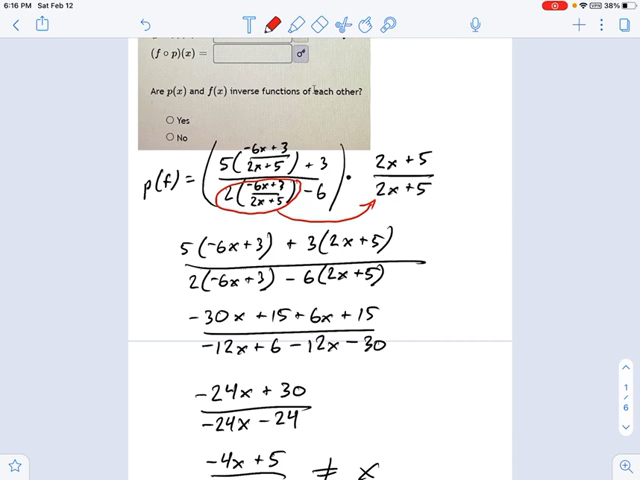 6:16 PM Sat Feb 12
VPN 38%
(f ∘ p)(x) =
Are p(x) and f(x) inverse functions of each other?
Yes
No
p(f) = ( (5((-6x+3)/(2x+5)) + 3) / (2((-6x+3)/(2x+5)) - 6) ) · (2x+5)/(2x+5)
5(-6x+3) + 3(2x+5)
2(-6x+3) - 6(2x+5)
-30x + 15 + 6x + 15
-12x + 6 - 12x - 30
-24x + 30
-24x - 24
-4x + 5 ≠ x
1
/
6